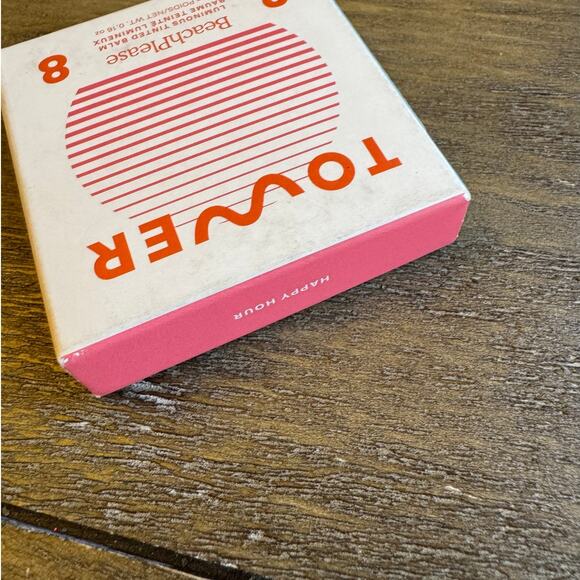 TOWER
8
BeachPlease
LUMINOUS TINTED BALM
BAUME TEINTÉ LUMINEUX
POIDS/NET WT. 0.16 oz
HAPPY HOUR